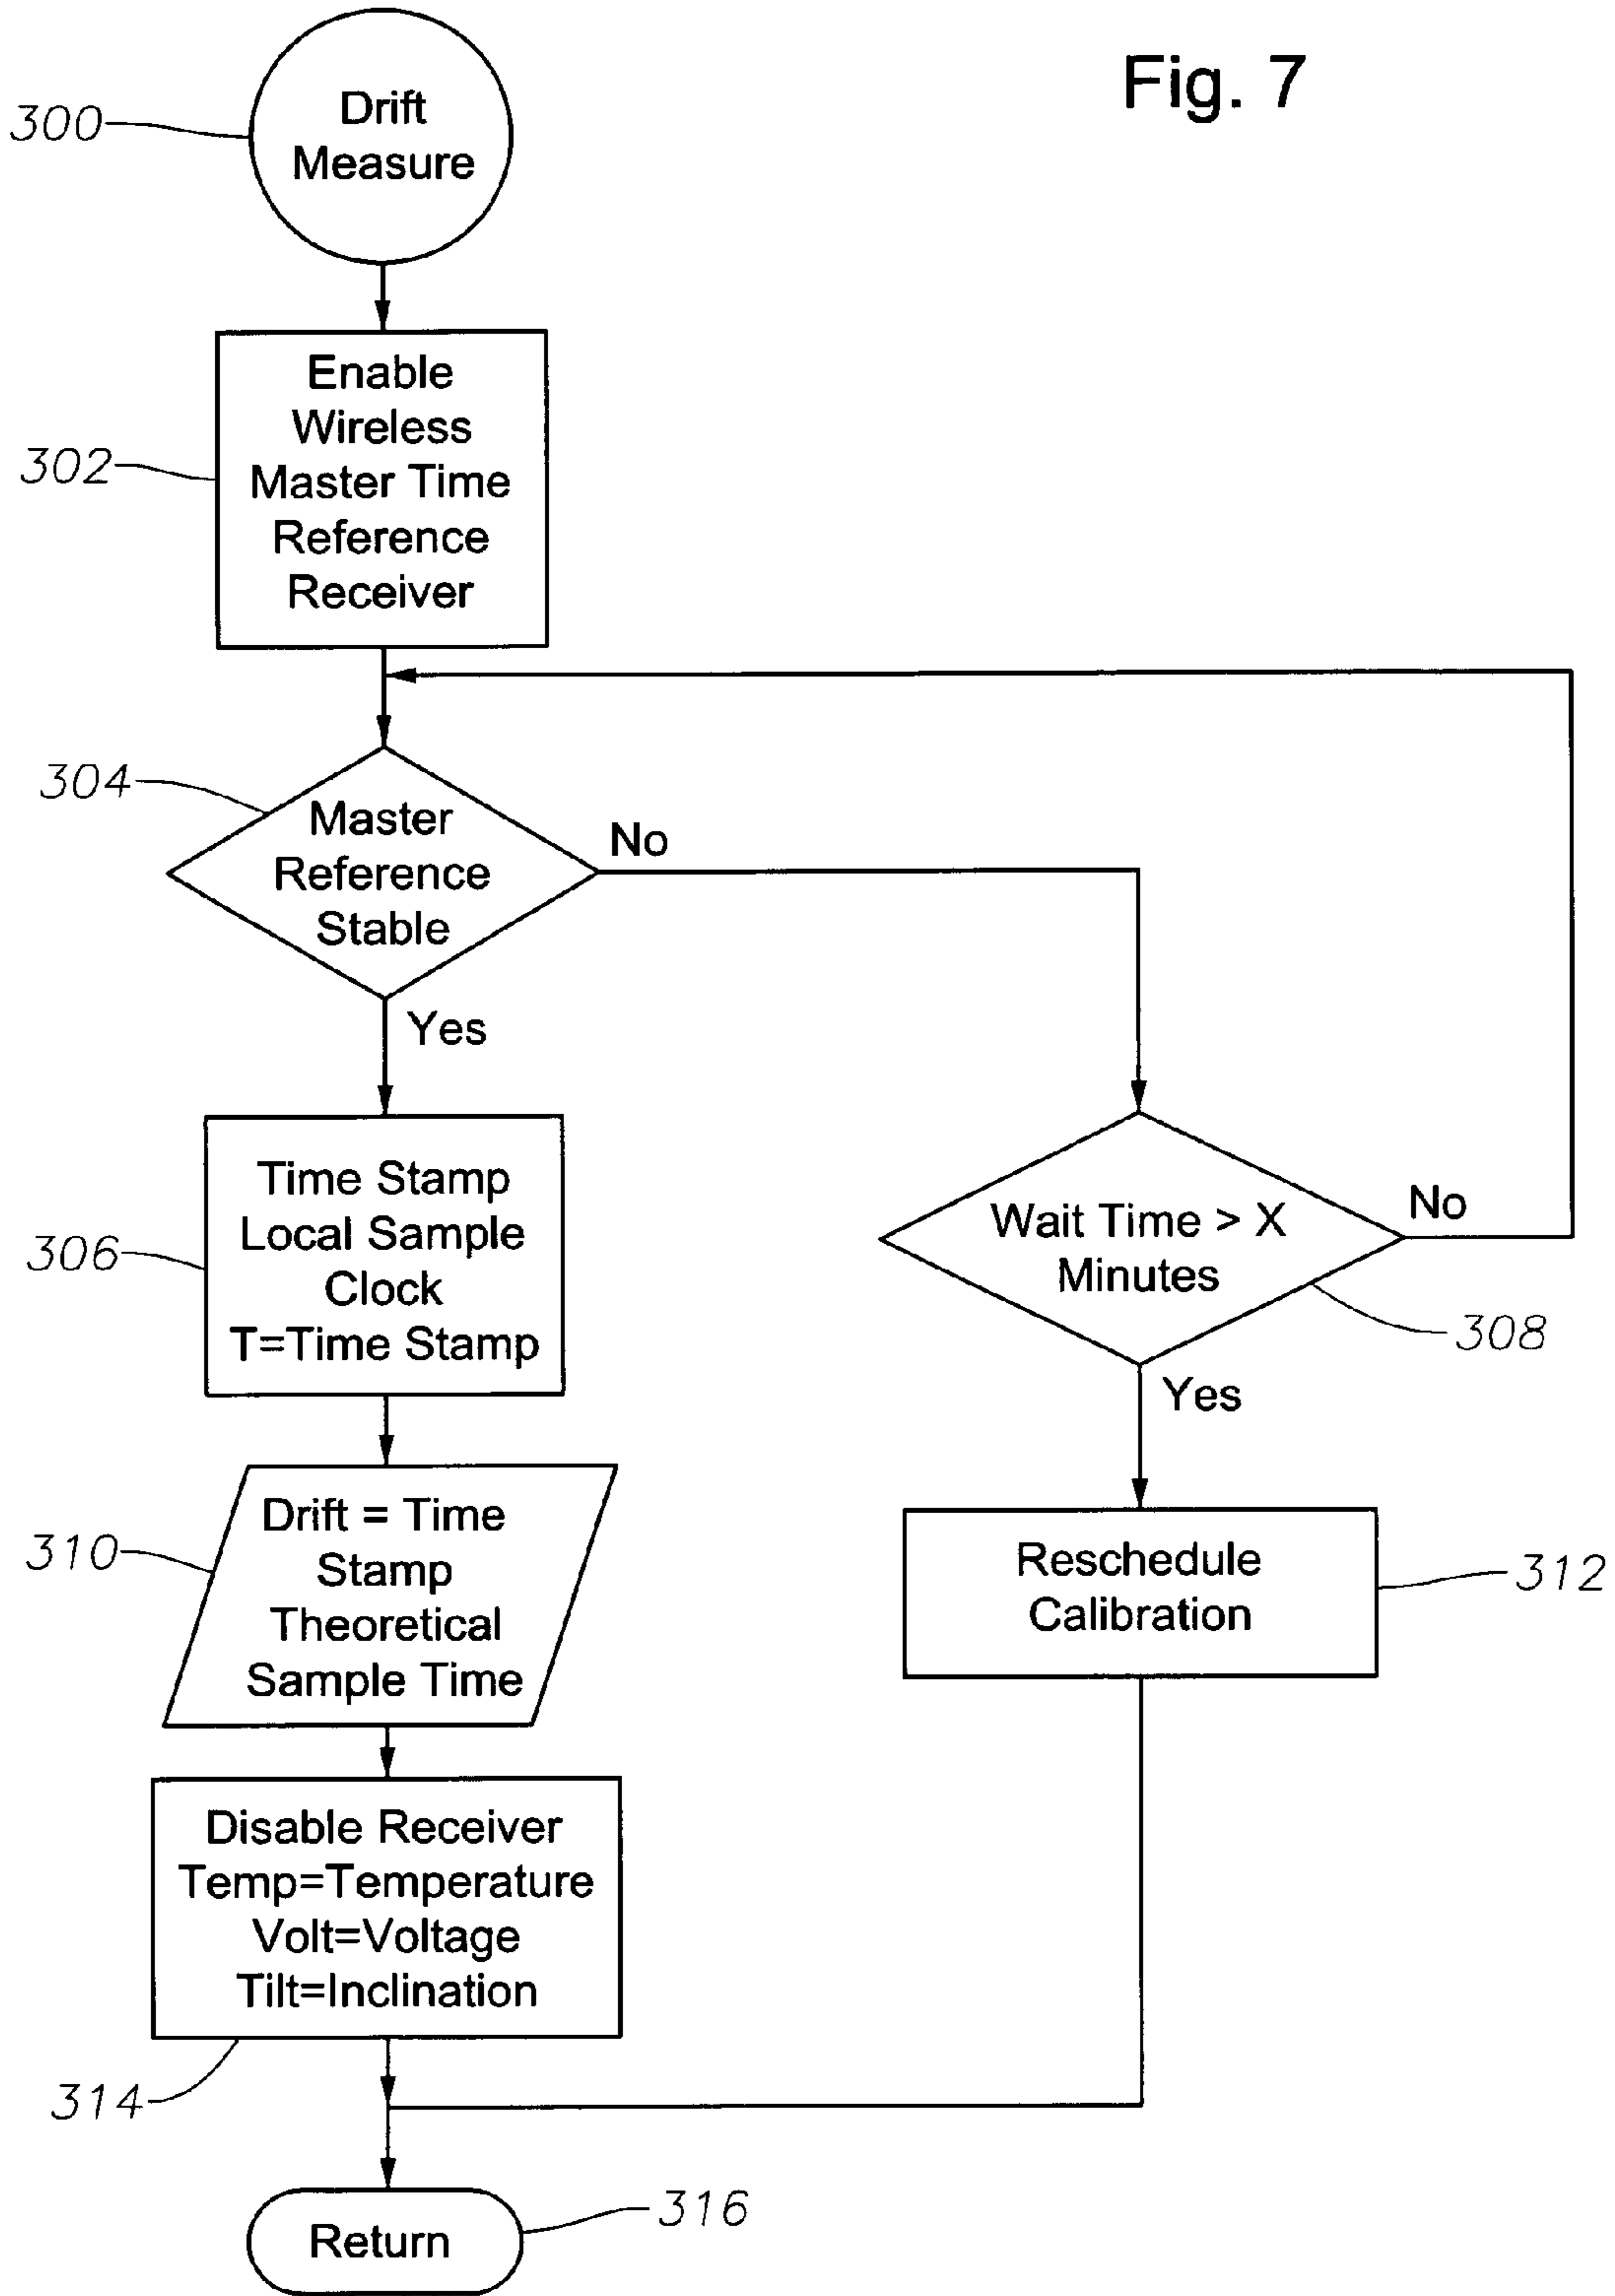 Fig. 7
300
Drift
Measure
302
Enable
Wireless
Master Time
Reference
Receiver
304
Master
Reference
Stable
No
Yes
306
Time Stamp
Local Sample
Clock
T=Time Stamp
Wait Time > X
Minutes
No
308
Yes
310
Drift = Time
Stamp
Theoretical
Sample Time
Reschedule
Calibration
312
Disable Receiver
Temp=Temperature
Volt=Voltage
Tilt=Inclination
314
Return
316